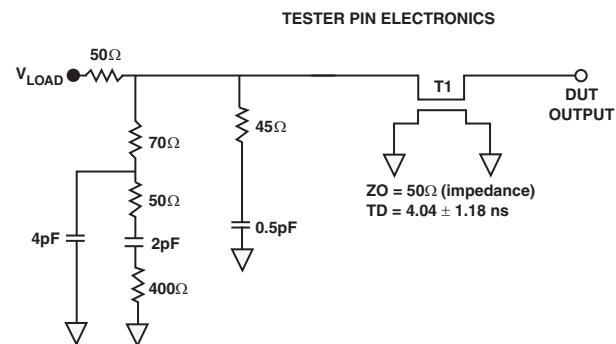 TESTER PIN ELECTRONICS
50Ω
V LOAD
T1
DUT
OUTPUT
70Ω
45Ω
ZO = 50Ω (impedance)
TD = 4.04 ± 1.18 ns
50Ω
4pF
2pF
0.5pF
400Ω